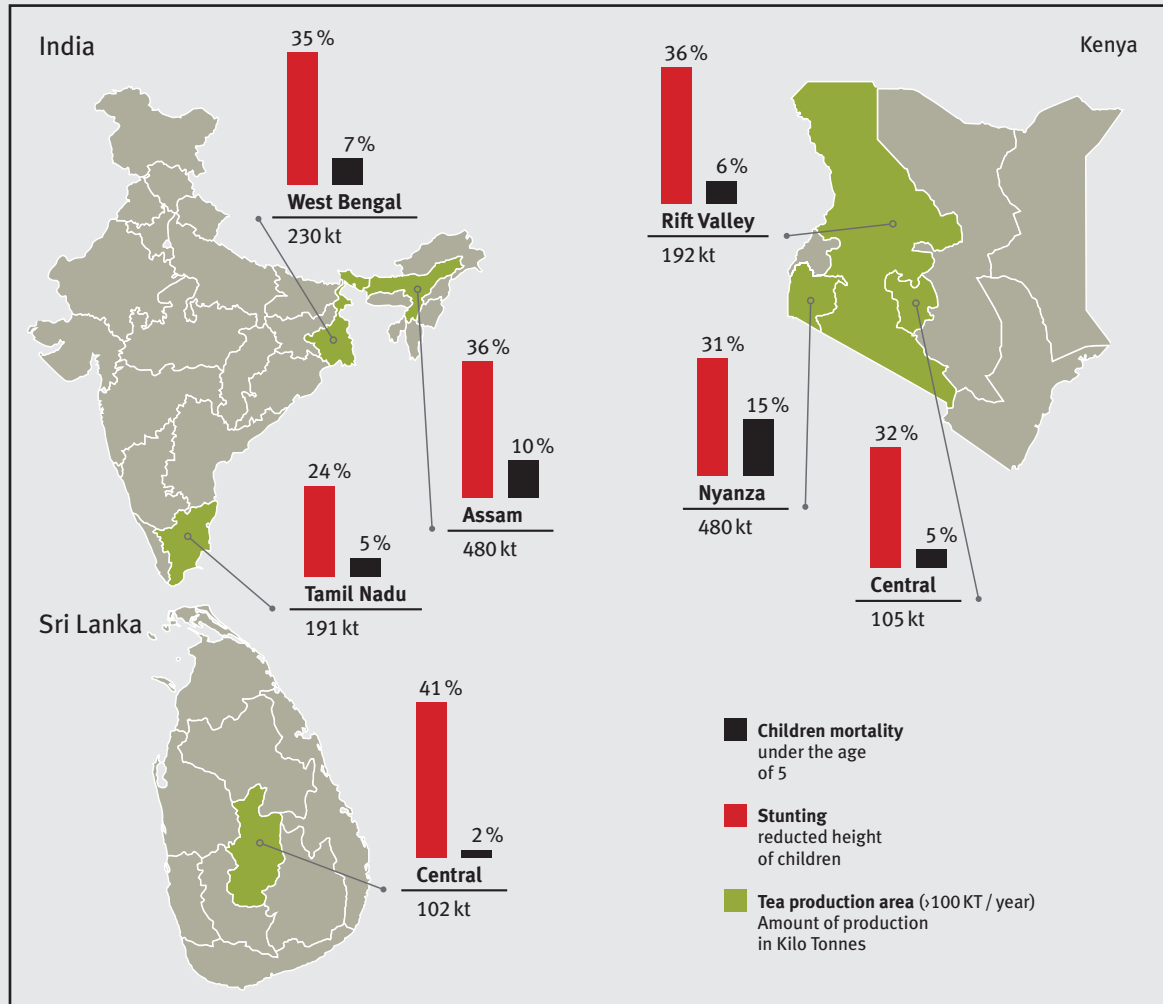 India
35 %
7 %
West Bengal
230 kt
36 %
10 %
Assam
480 kt
24 %
5 %
Tamil Nadu
191 kt
Kenya
36 %
6 %
Rift Valley
192 kt
31 %
15 %
Nyanza
480 kt
32 %
5 %
Central
105 kt
Sri Lanka
41 %
2 %
Central
102 kt
Children mortality
under the age
of 5
Stunting
reducted height
of children
Tea production area (›100 KT / year)
Amount of production
in Kilo Tonnes